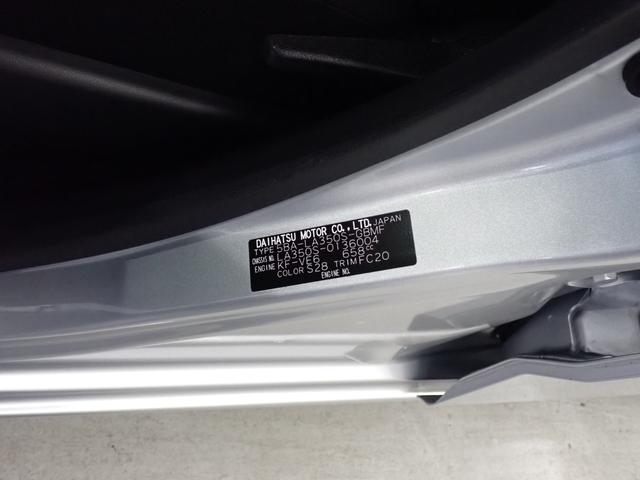 DAIHATSU MOTOR CO.,LTD. JAPAN
TYPE 5BA-LA350S-GBMF
CHASSIS NO. LA350S-0136004
ENGINE KF-VE6 658cc
COLOR S28 TRIM FC20
ENGINE NO.